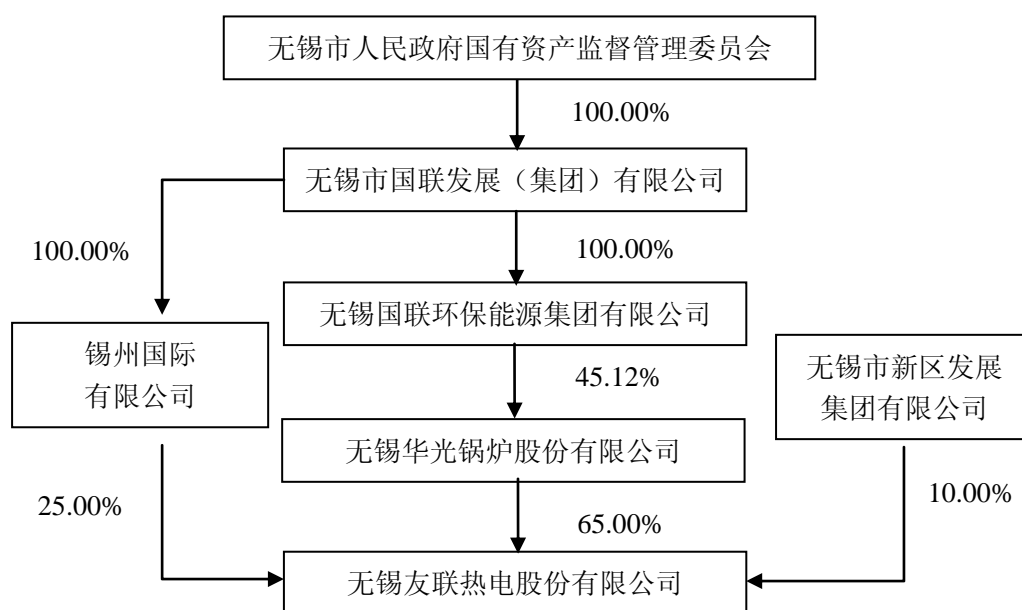 无锡市人民政府国有资产监督管理委员会
100.00%
无锡市国联发展（集团）有限公司
100.00%
100.00%
无锡国联环保能源集团有限公司
锡州国际
有限公司
45.12%
无锡市新区发展
集团有限公司
无锡华光锅炉股份有限公司
25.00%
65.00%
10.00%
无锡友联热电股份有限公司